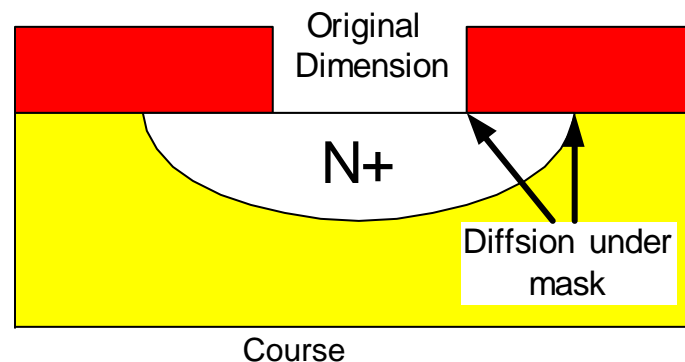 Original
Dimension
N+
Diffsion under
mask
Course